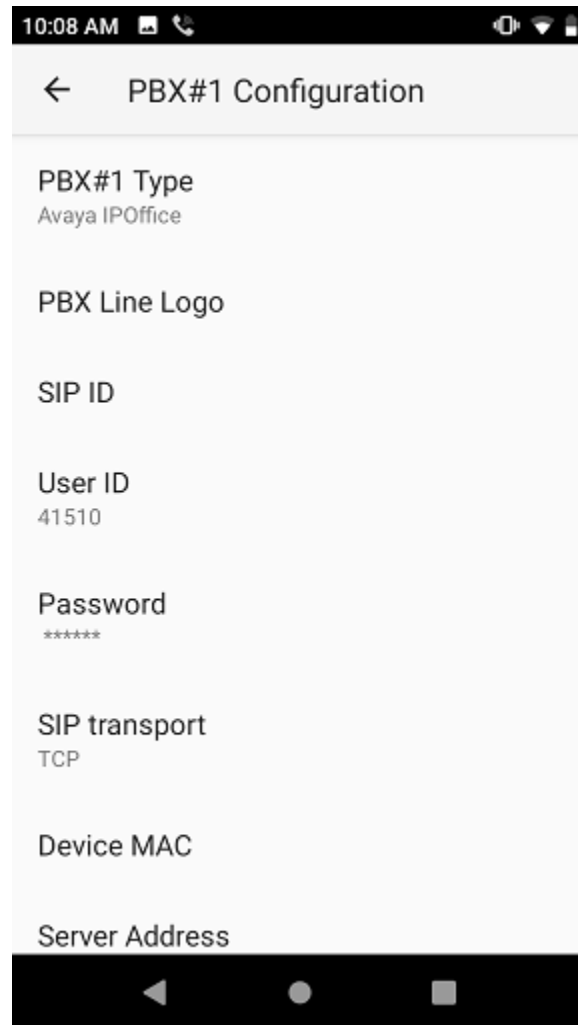 10:08 AM
PBX#1 Configuration
PBX#1 Type
Avaya IPOffice
PBX Line Logo
SIP ID
User ID
41510
Password
******
SIP transport
TCP
Device MAC
Server Address